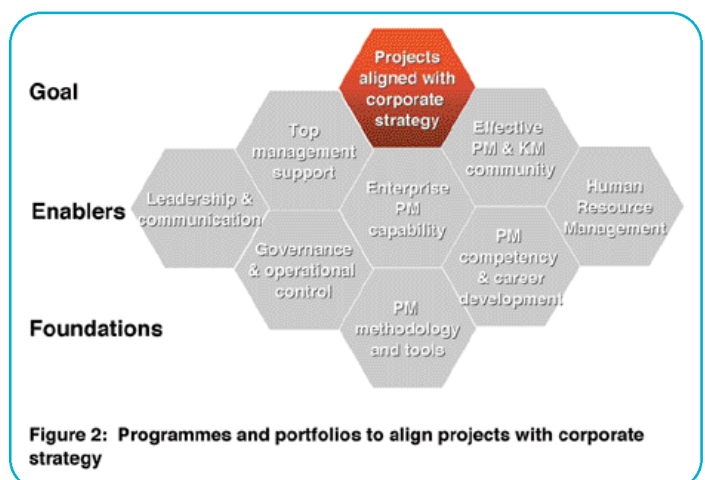 Goal
Projects
aligned with
corporate
strategy
Top
management
support
Effective
PM & KM
community
Enablers
Leadership &
communication
Enterprise
PM
capability
Human
Resource
Management
Governance
& operational
control
PM
competency
& career
development
Foundations
PM
methodology
and tools
Figure 2:  Programmes and portfolios to align projects with corporate
strategy